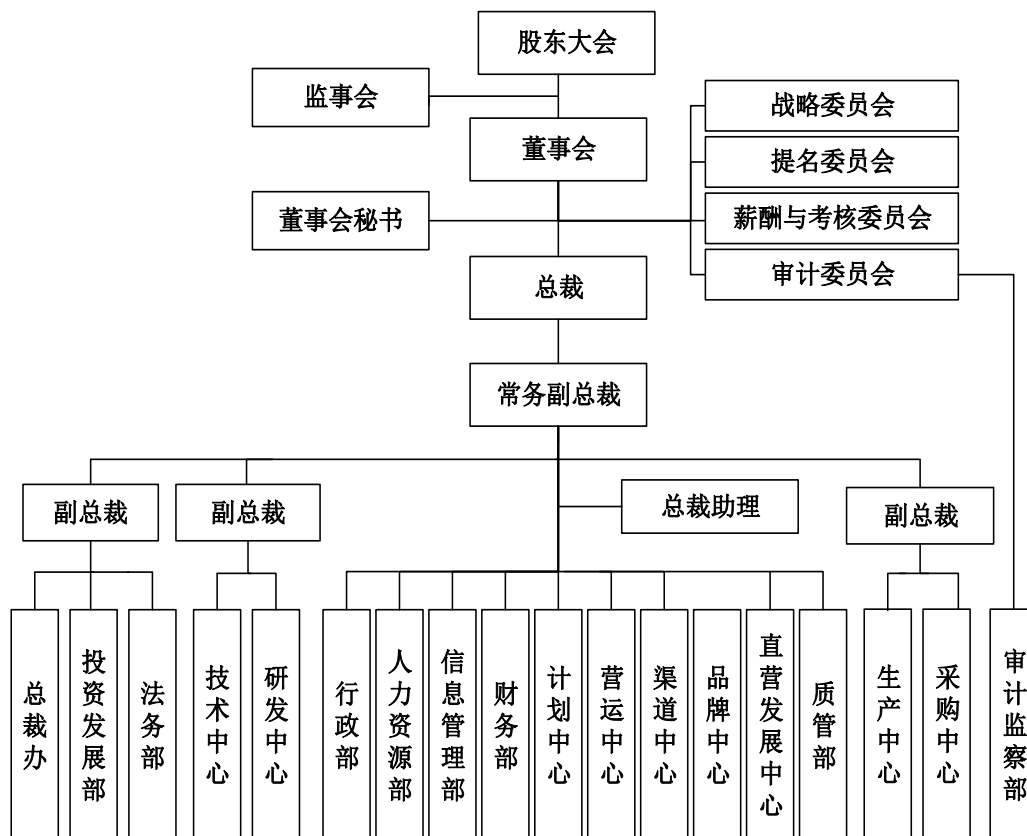 股东大会
监事会
战略委员会
董事会
提名委员会
董事会秘书
薪酬与考核委员会
总裁
审计委员会
常务副总裁
副总裁
副总裁
总裁助理
副总裁
总裁办
投资发展部
法务部
技术中心
研发中心
行政部
人力资源部
信息管理部
财务部
计划中心
营运中心
渠道中心
品牌中心
直营发展中心
质管部
生产中心
采购中心
审计监察部